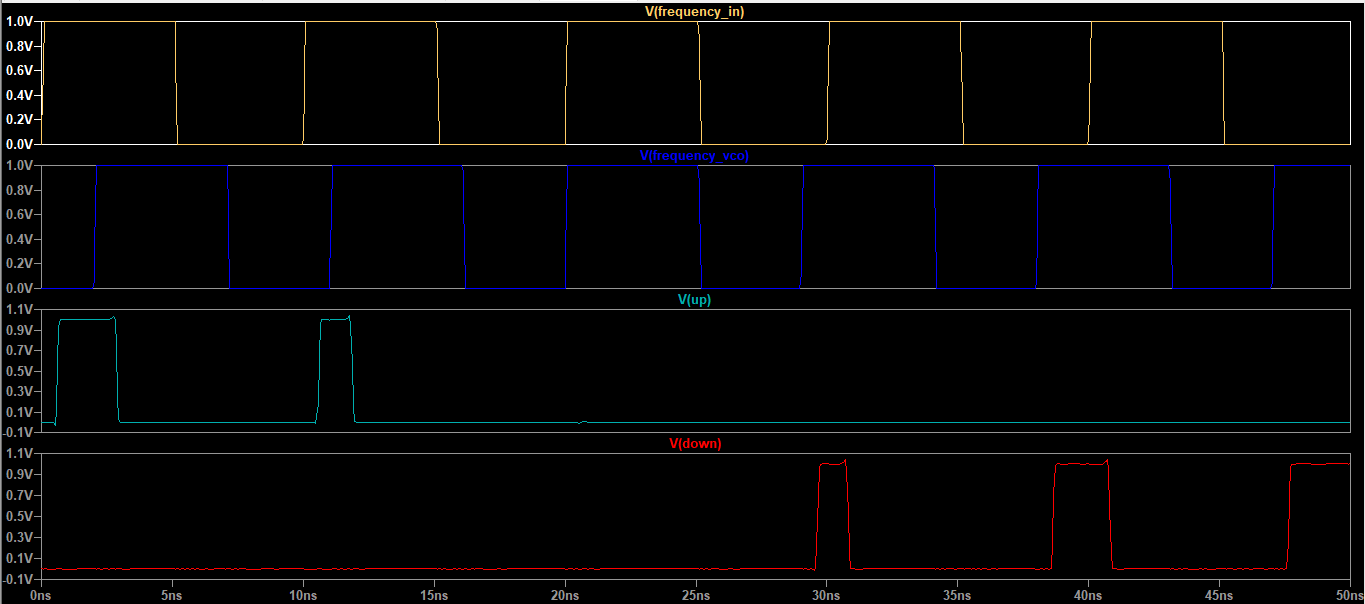 V(frequency_in)
1.0V
0.8V
0.6V
0.4V
0.2V
0.0V
V(frequency_vco)
1.0V
0.8V
0.6V
0.4V
0.2V
0.0V
V(up)
1.1V
0.9V
0.7V
0.5V
0.3V
0.1V
-0.1V
V(down)
1.1V
0.9V
0.7V
0.5V
0.3V
0.1V
-0.1V
0ns 5ns 10ns 15ns 20ns 25ns 30ns 35ns 40ns 45ns 50ns